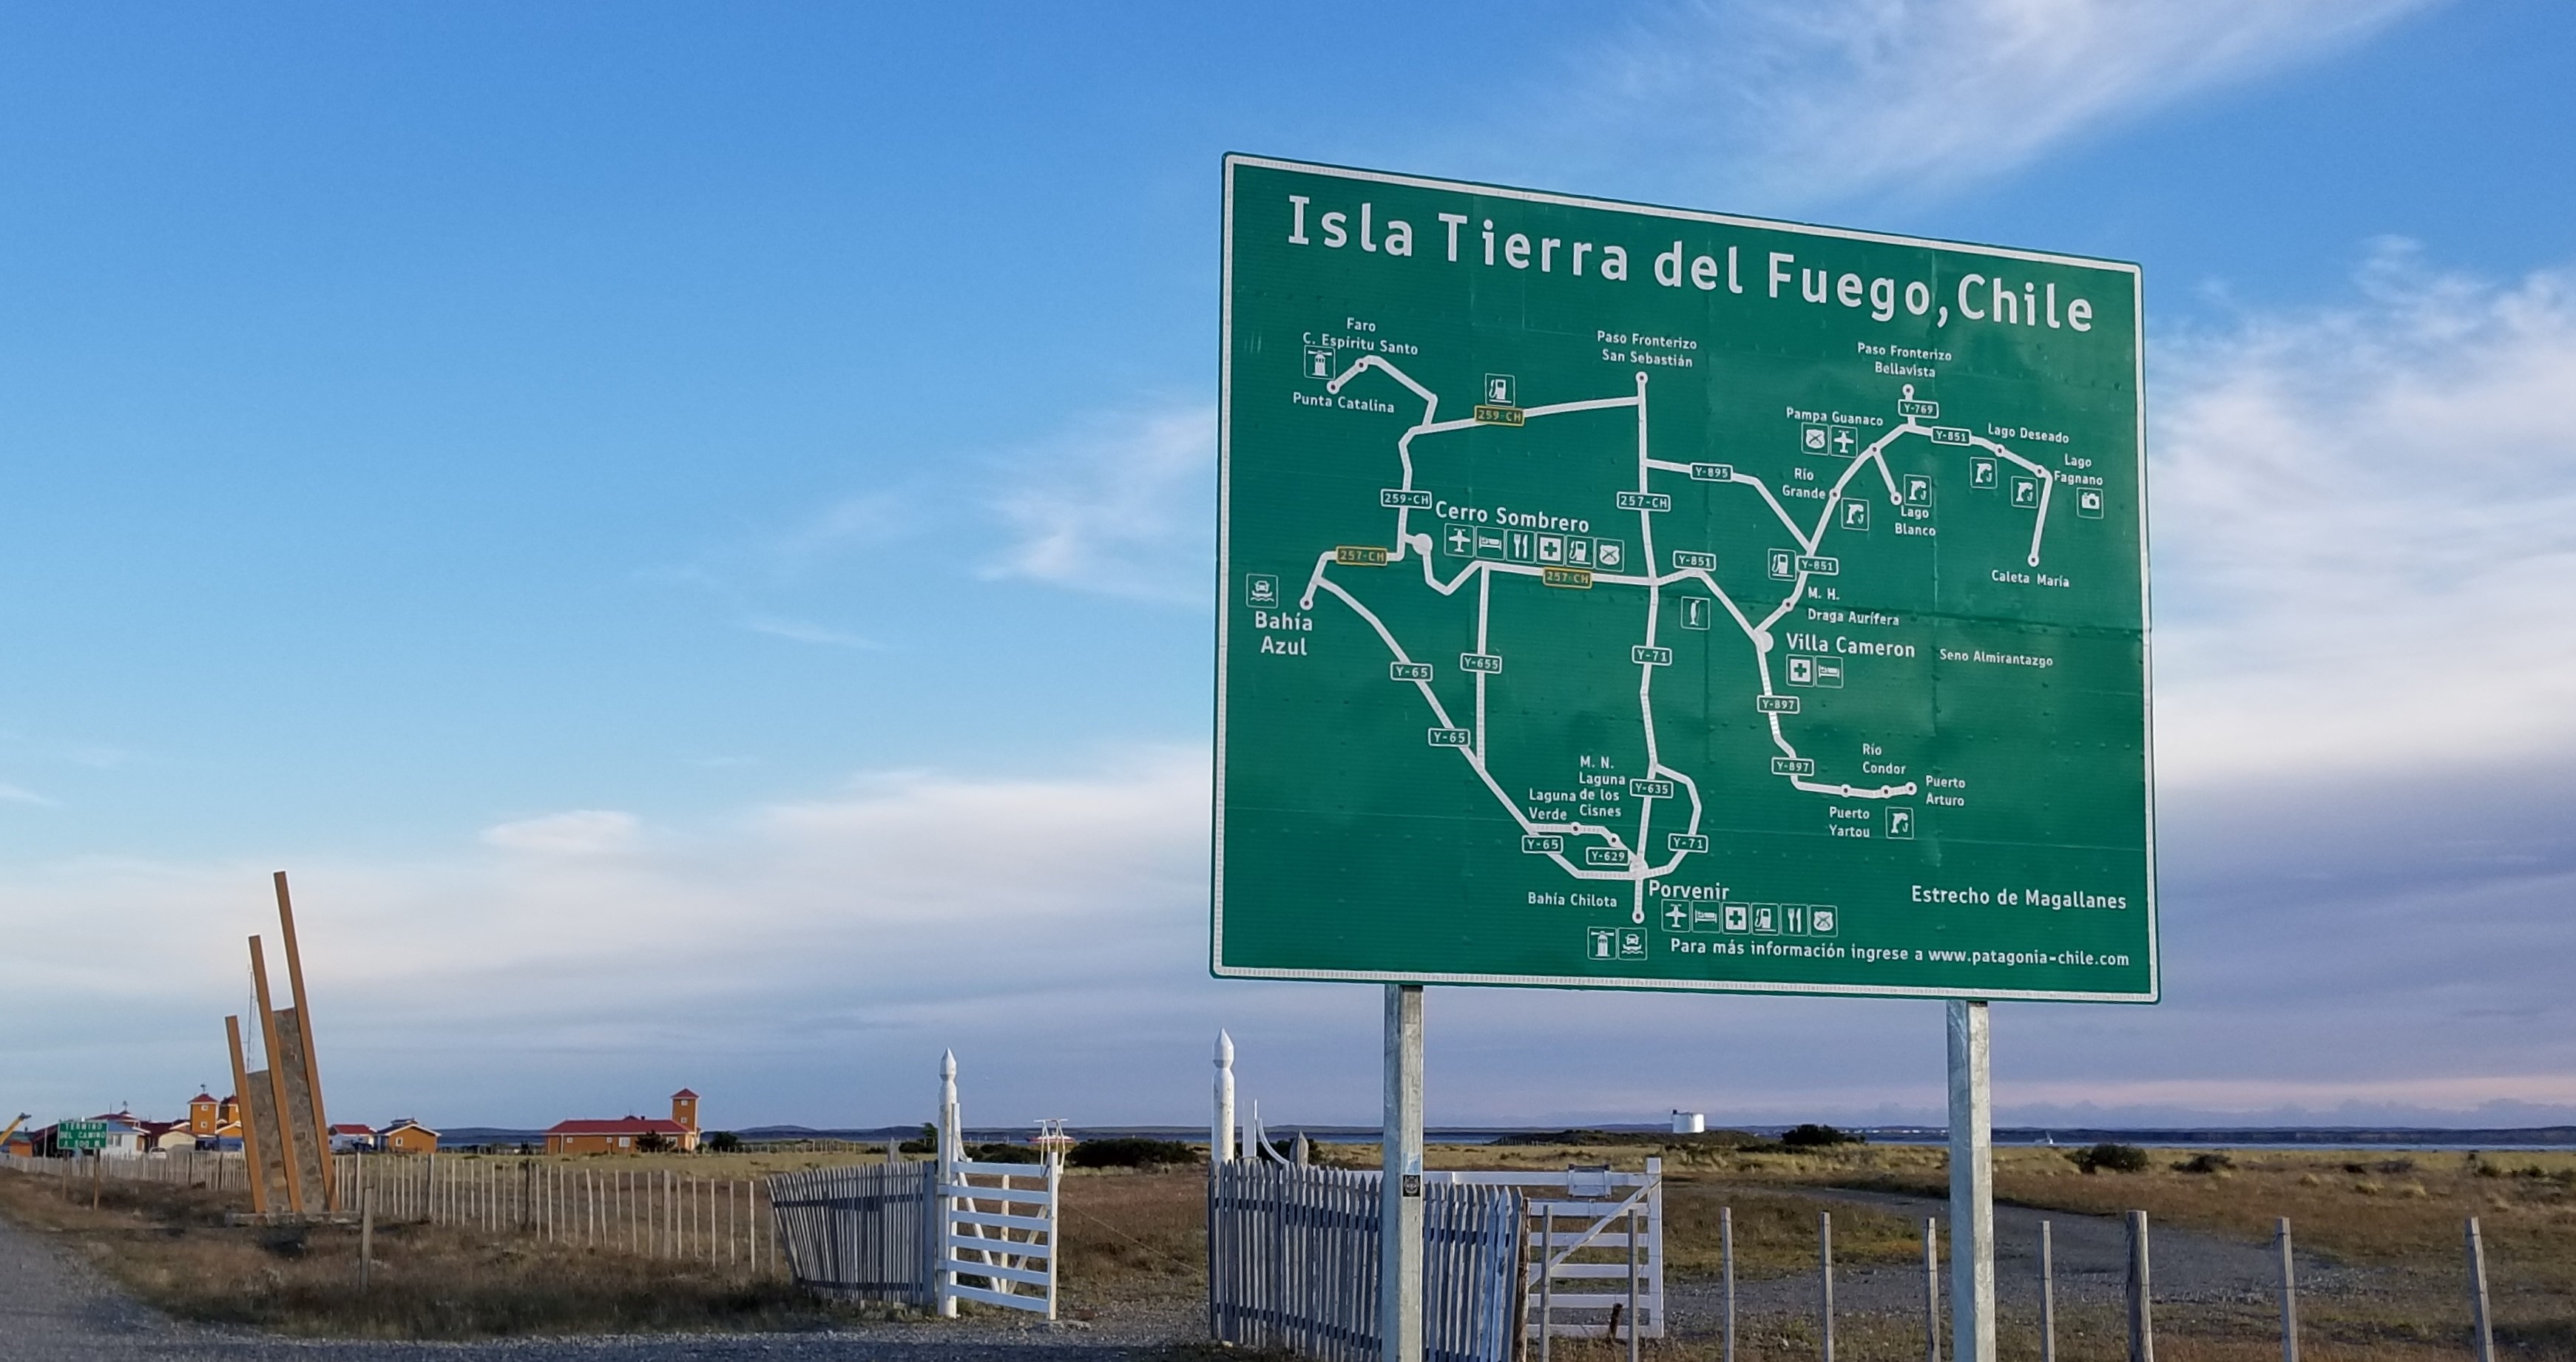 Isla Tierra del Fuego, Chile
Faro
C. Espíritu Santo
Punta Catalina
259-CH
Paso Fronterizo
San Sebastián
Paso Fronterizo
Bellavista
Y-769
Pampa Guanaco
Y-851
Lago Deseado
Lago
Fagnano
Río
Grande
Lago
Blanco
Caleta María
Y-895
259-CH
257-CH
Cerro Sombrero
257-CH
257-CH
Y-851
Y-851
M. H.
Draga Aurífera
Bahía
Azul
Villa Cameron
Seno Almirantazgo
Y-65
Y-655
Y-71
Y-897
Y-65
Y-897
Río
Condor
Puerto
Arturo
Puerto
Yartou
M. N.
Laguna
de los
Cisnes
Laguna
Verde
Y-635
Y-65
Y-629
Y-71
Porvenir
Bahía Chilota
Estrecho de Magallanes
Para más información ingrese a www.patagonia-chile.com
TERMINO
DEL CAMINO
A 500 M